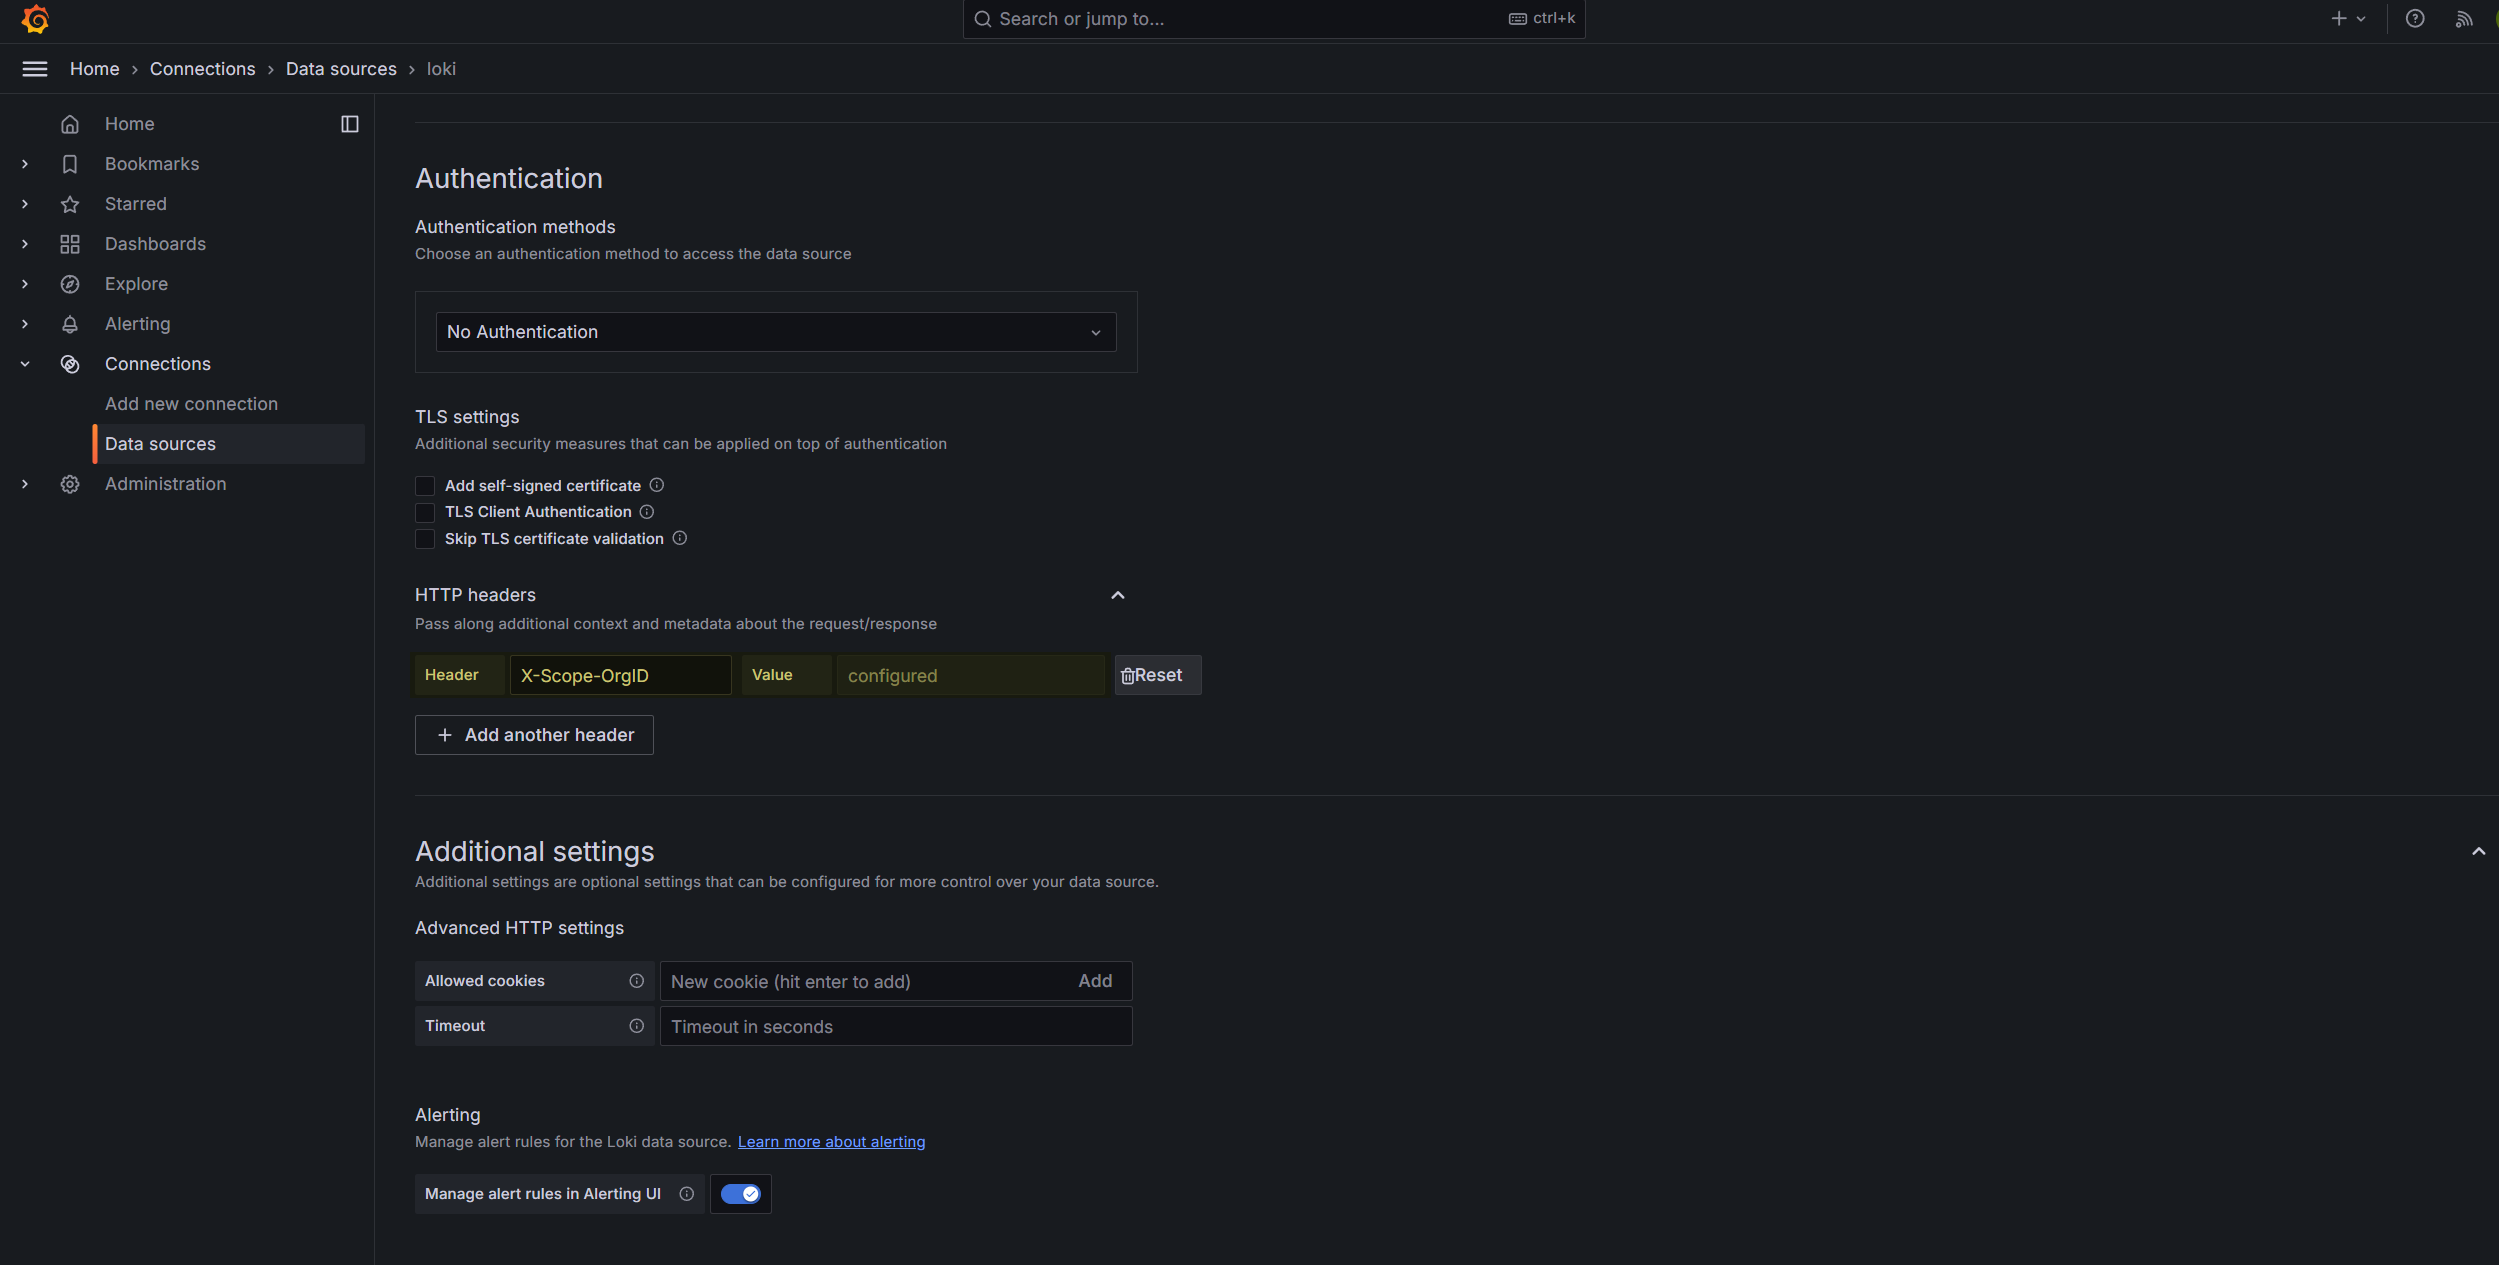 Search or jump to...
ctrl+k
Home › Connections › Data sources › loki
Home
Bookmarks
Starred
Dashboards
Explore
Alerting
Connections
Add new connection
Data sources
Administration
Authentication
Authentication methods
Choose an authentication method to access the data source
No Authentication
TLS settings
Additional security measures that can be applied on top of authentication
Add self-signed certificate
TLS Client Authentication
Skip TLS certificate validation
HTTP headers
Pass along additional context and metadata about the request/response
Header X-Scope-OrgID Value configured Reset
Add another header
Additional settings
Additional settings are optional settings that can be configured for more control over your data source.
Advanced HTTP settings
Allowed cookies New cookie (hit enter to add) Add
Timeout Timeout in seconds
Alerting
Manage alert rules for the Loki data source. Learn more about alerting
Manage alert rules in Alerting UI